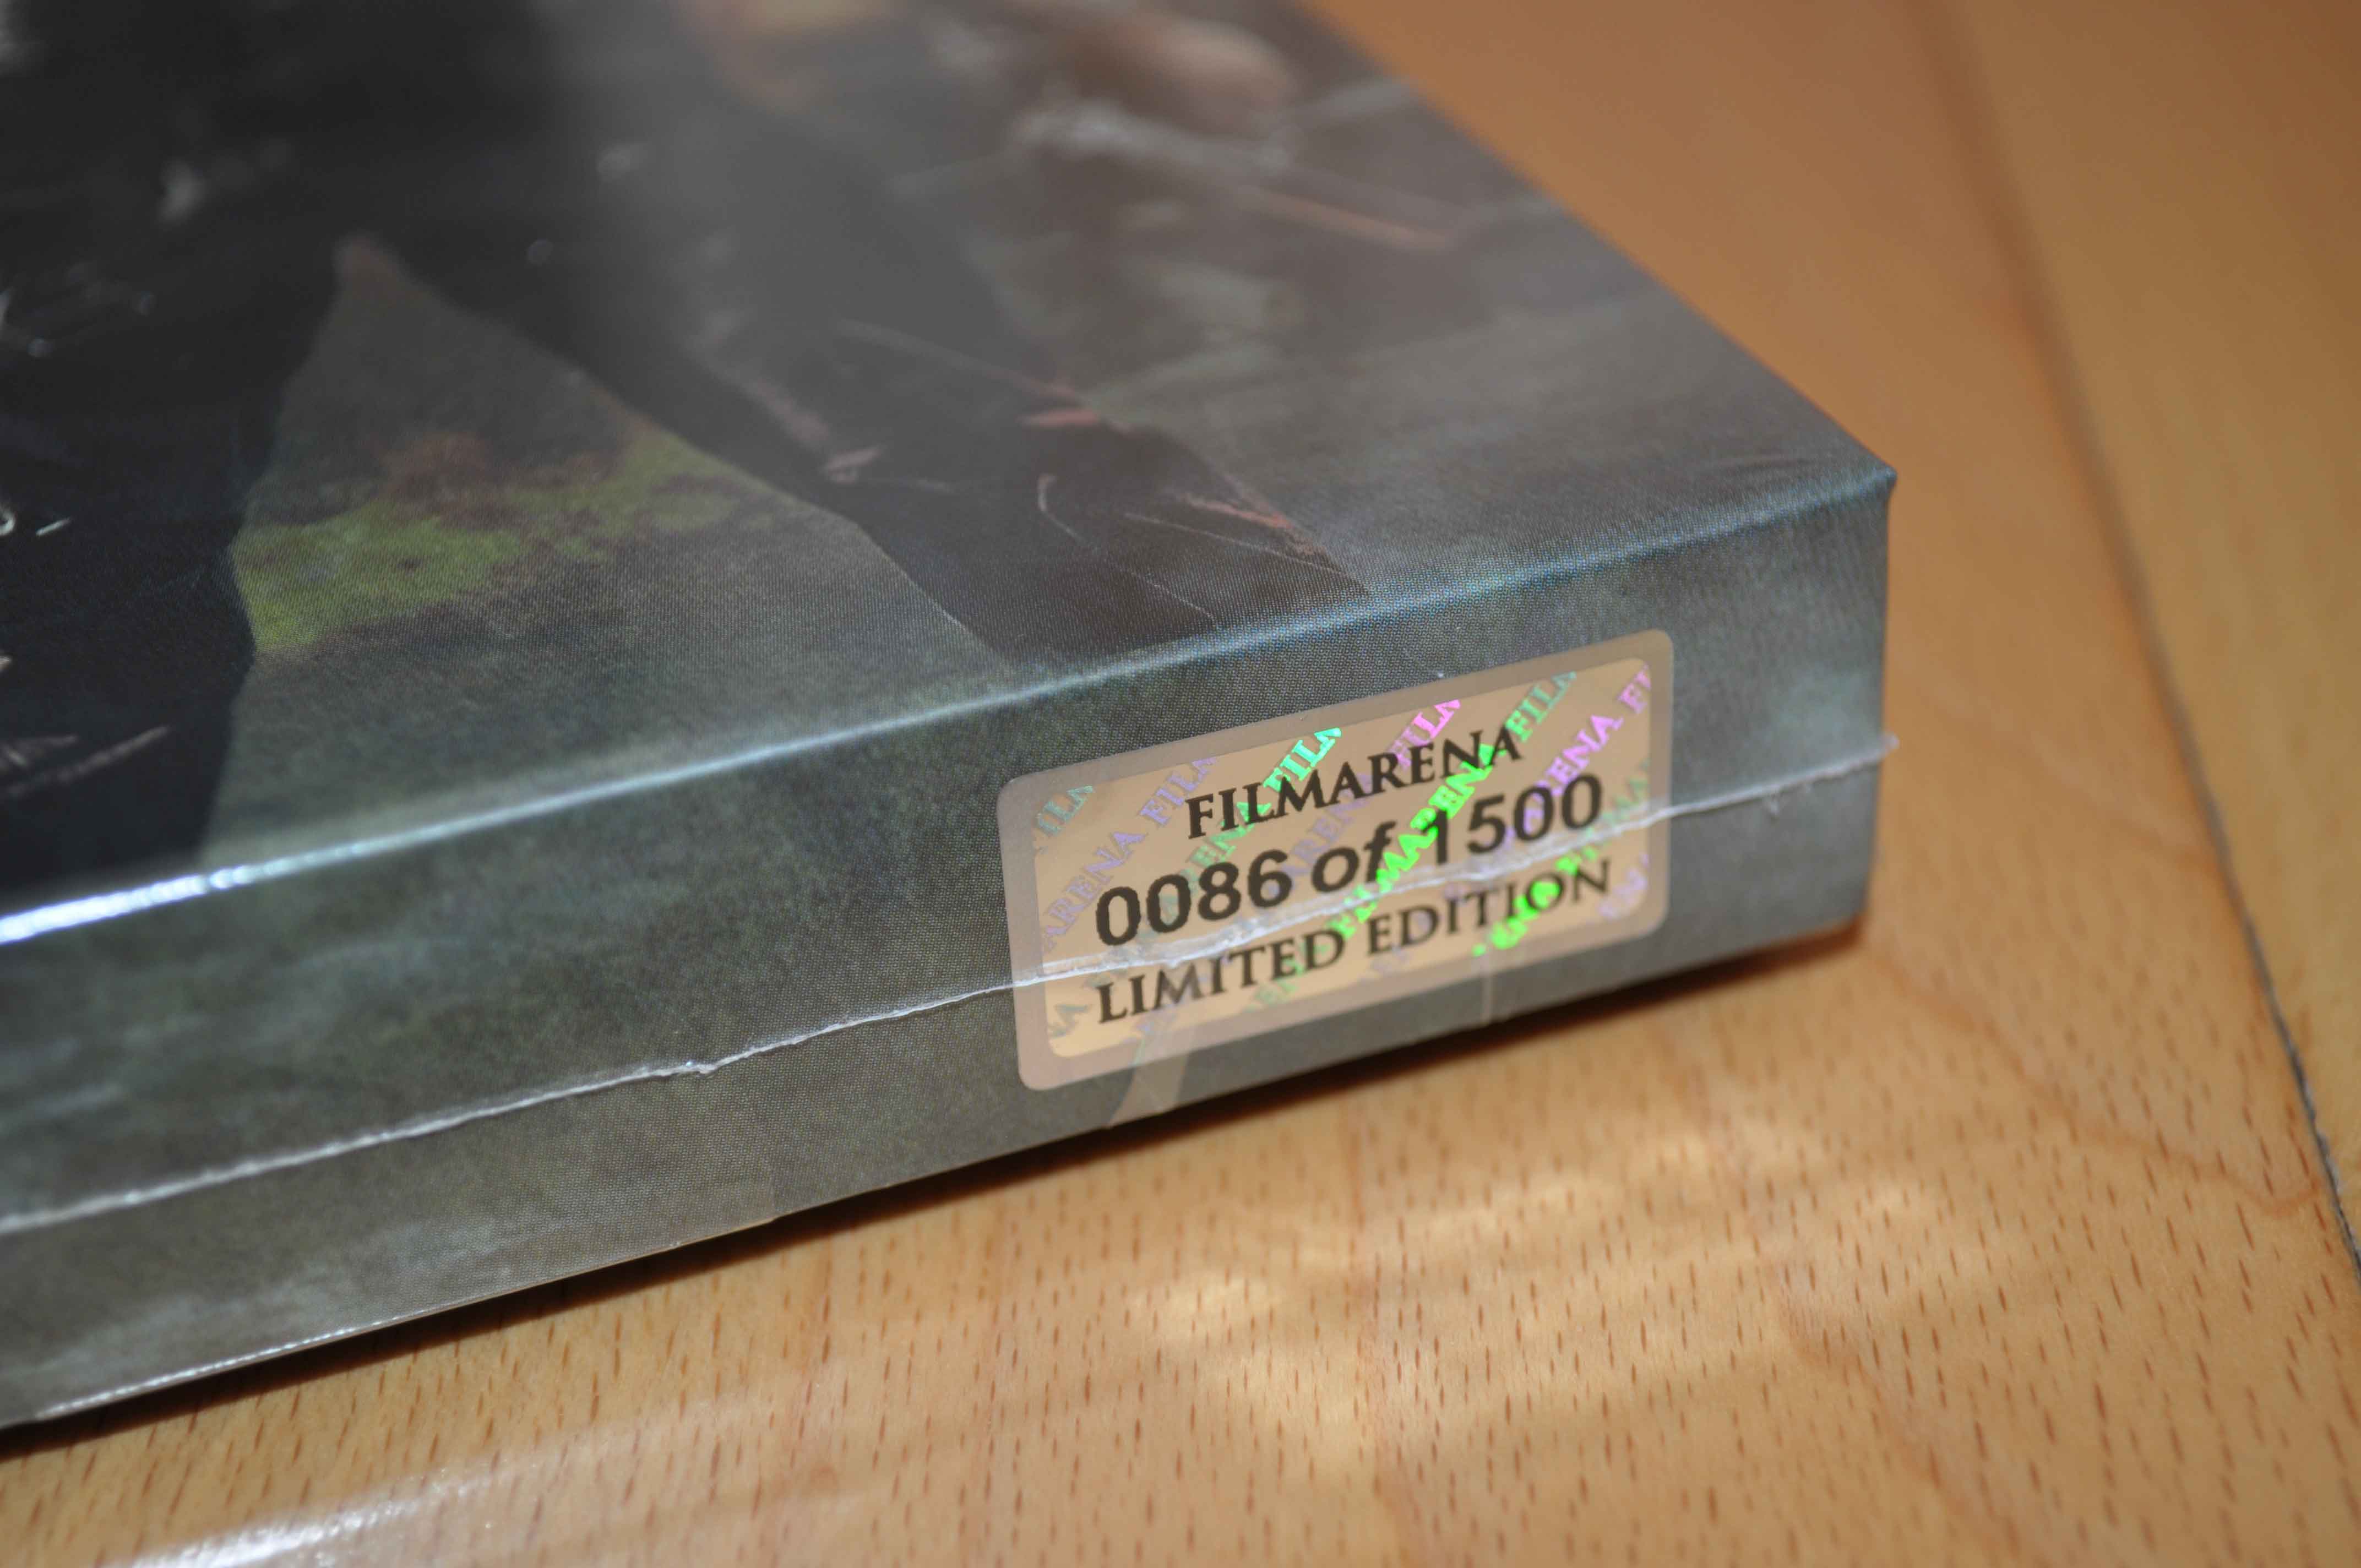 FILMARENA
0086 of 1500
LIMITED EDITION